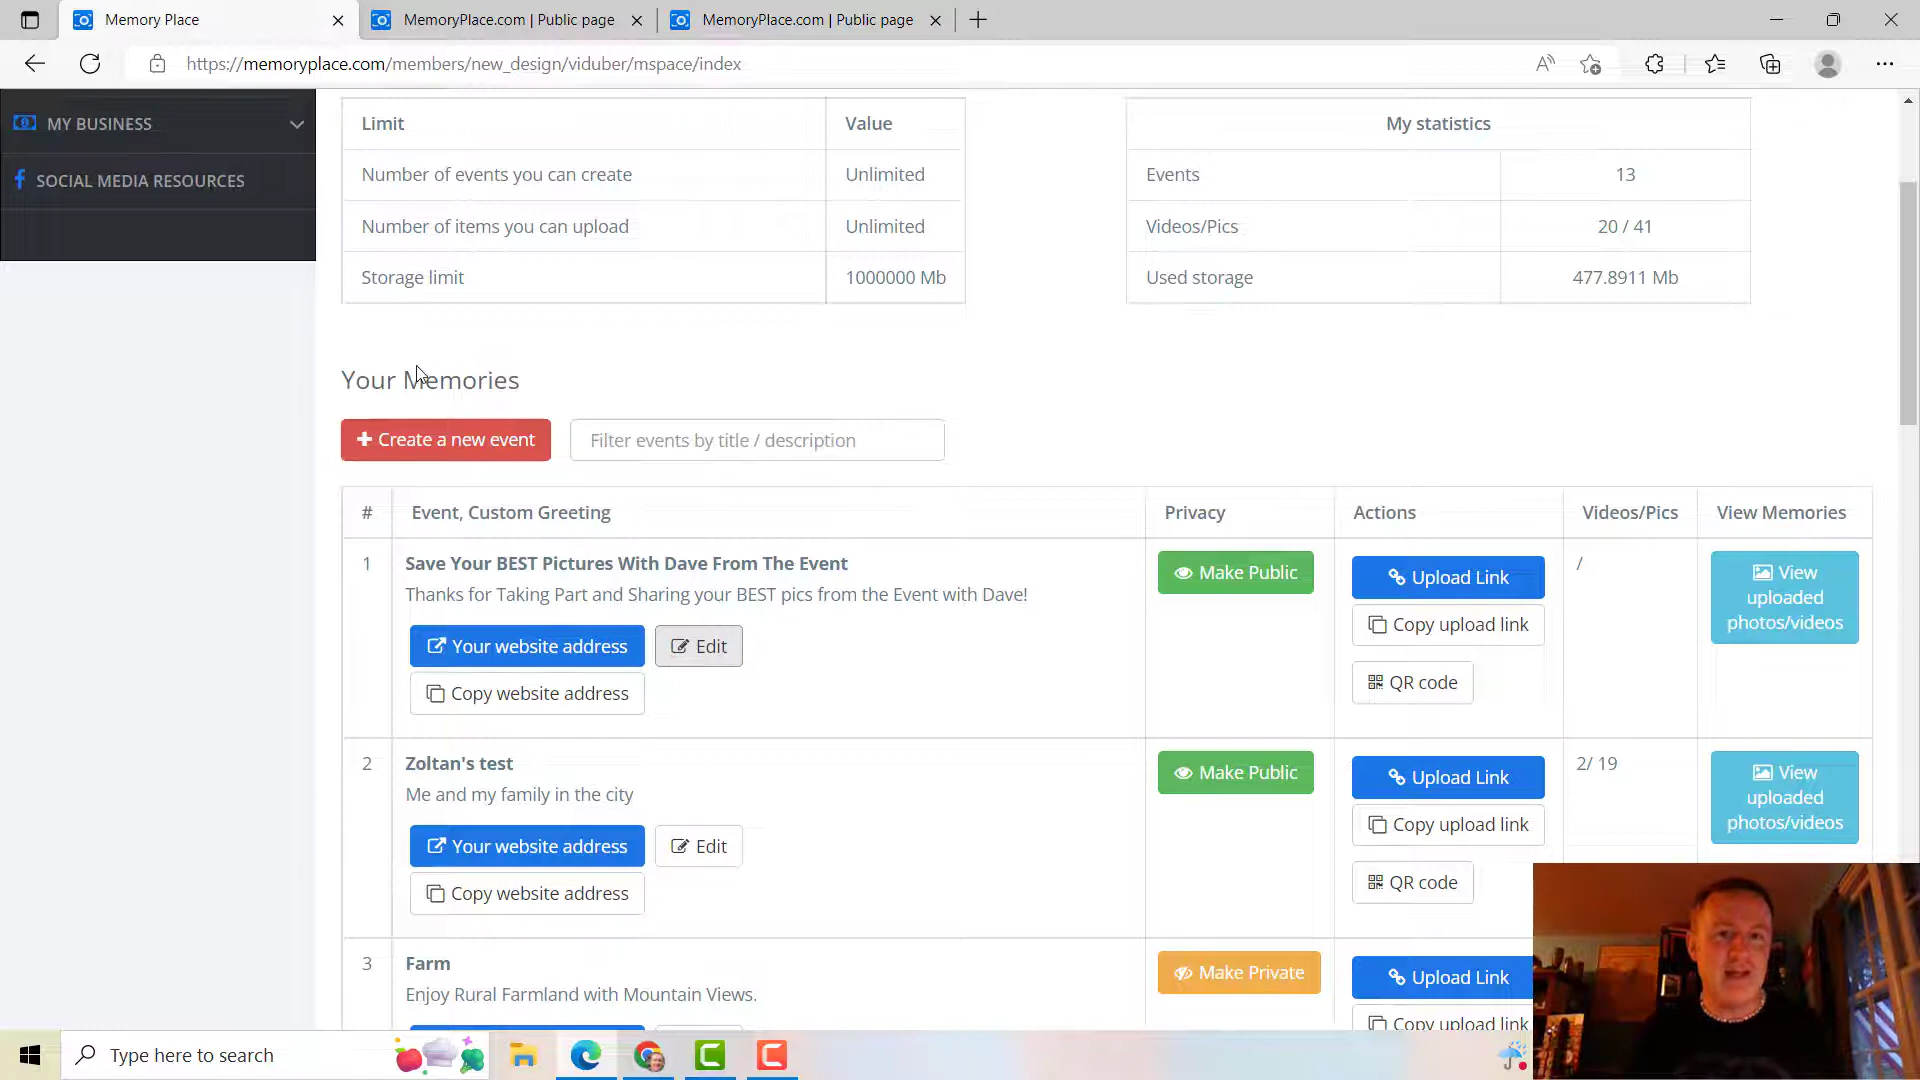 Memory Place
MemoryPlace.com | Public page
MemoryPlace.com | Public page
https://memoryplace.com/members/new_design/viduber/mspace/index
MY BUSINESS
SOCIAL MEDIA RESOURCES
Limit Value
Number of events you can create Unlimited
Number of items you can upload Unlimited
Storage limit 1000000 Mb
My statistics
Events 13
Videos/Pics 20 / 41
Used storage 477.8911 Mb
Your Memories
+ Create a new event
Filter events by title / description
# Event, Custom Greeting Privacy Actions Videos/Pics View Memories
1 Save Your BEST Pictures With Dave From The Event
Thanks for Taking Part and Sharing your BEST pics from the Event with Dave!
Your website address Edit
Copy website address
Make Public
Upload Link
Copy upload link
QR code
/
View
uploaded
photos/videos
2 Zoltan's test
Me and my family in the city
Your website address Edit
Copy website address
Make Public
Upload Link
Copy upload link
QR code
2/ 19
View
uploaded
photos/videos
3 Farm
Enjoy Rural Farmland with Mountain Views.
Make Private
Upload Link
Copy upload link
Type here to search